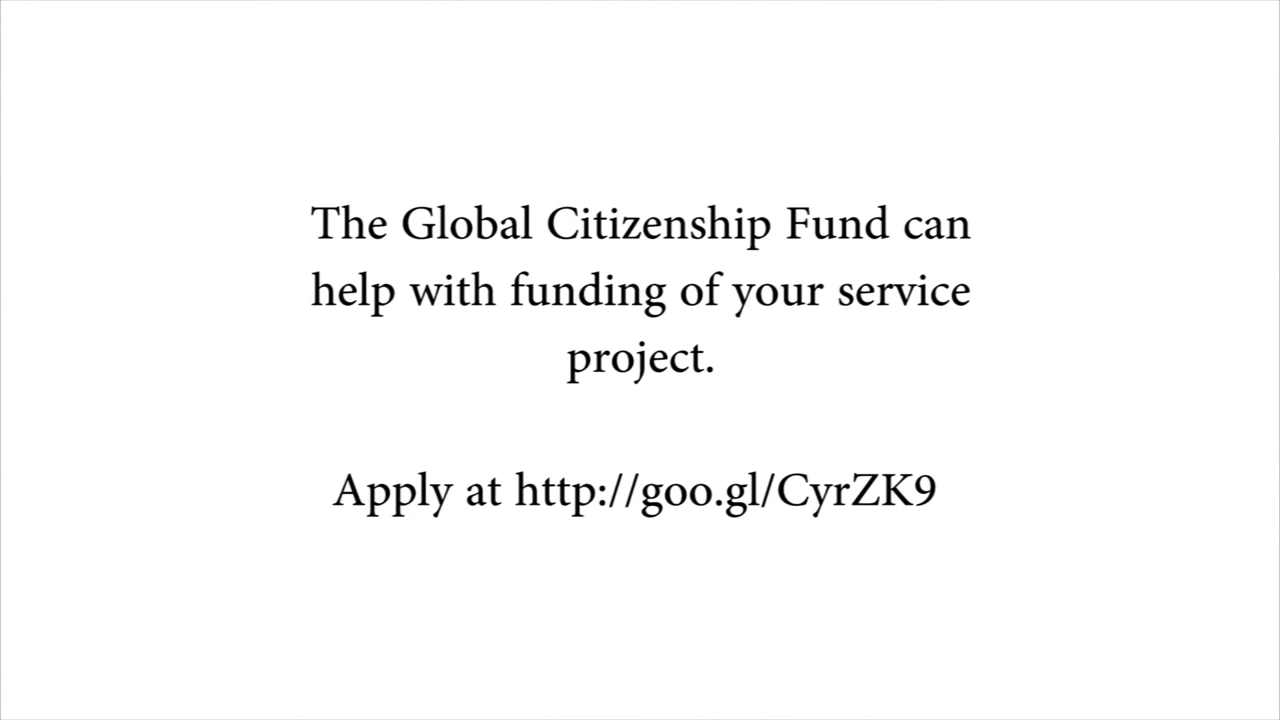 The Global Citizenship Fund can
help with funding of your service
project.
Apply at http://goo.gl/CyrZK9